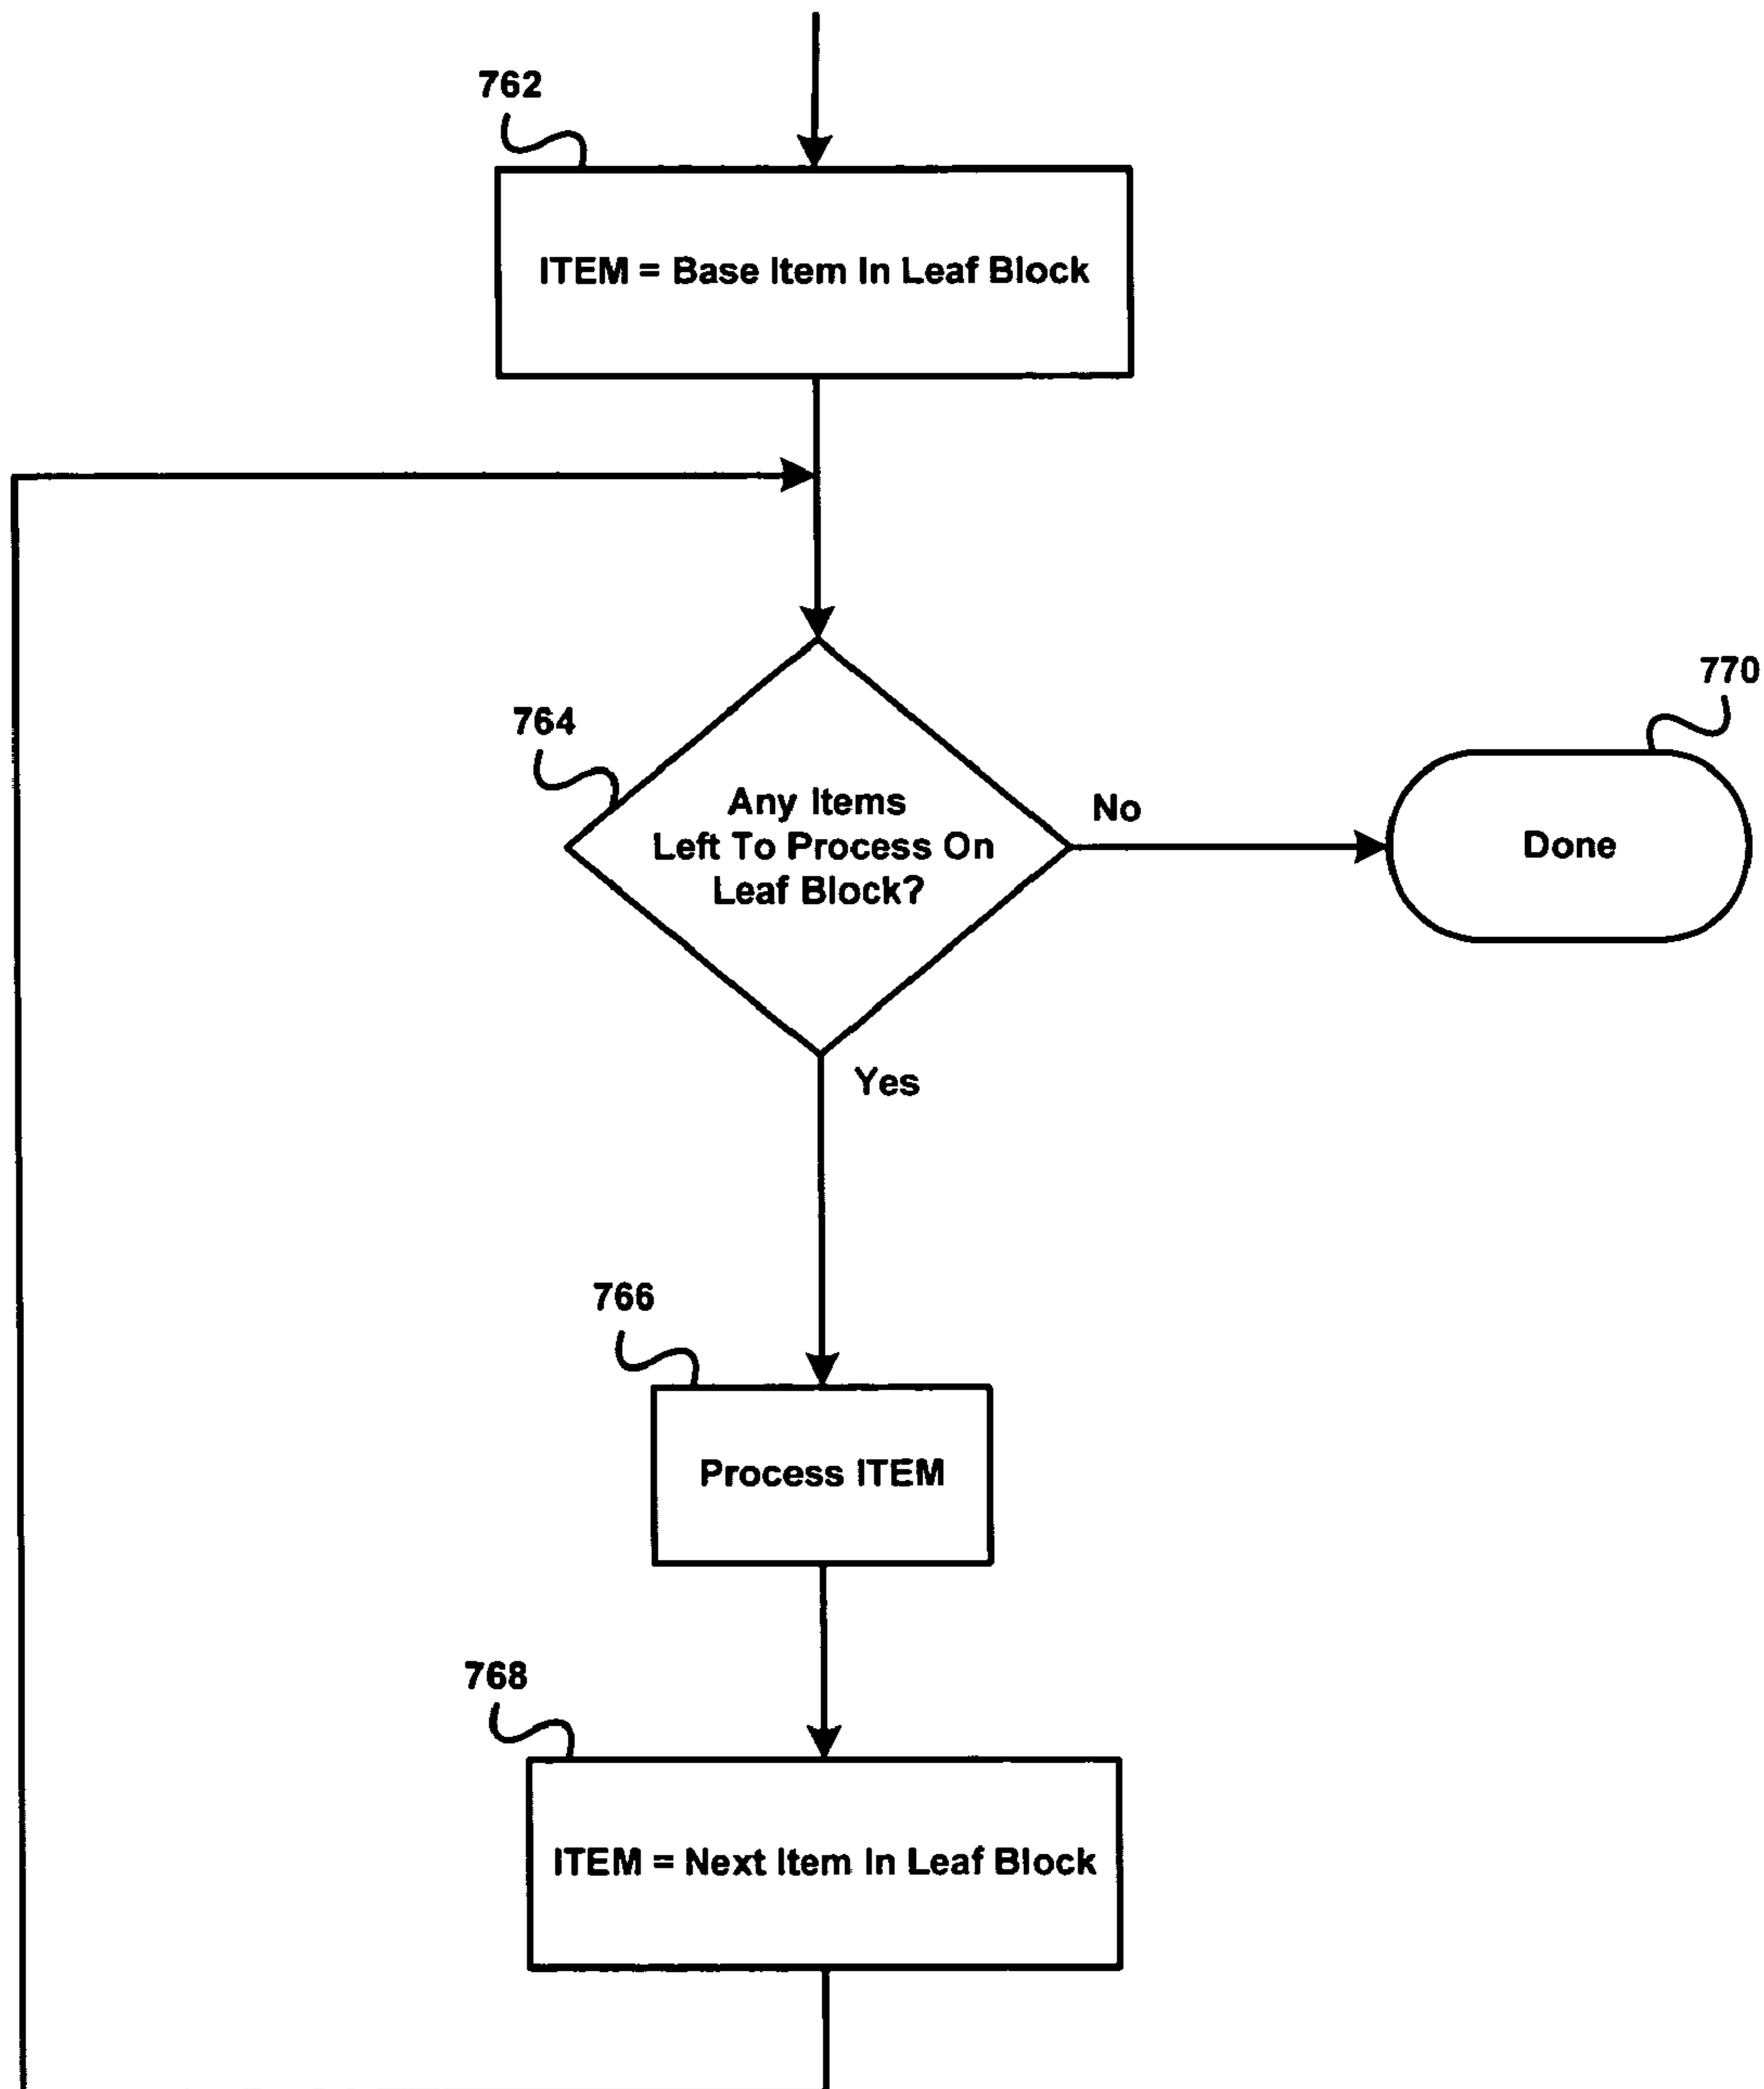 762
ITEM = Base Item In Leaf Block
770
764
Any Items
Left To Process On
Leaf Block?
No
Done
Yes
766
Process ITEM
768
ITEM = Next Item In Leaf Block